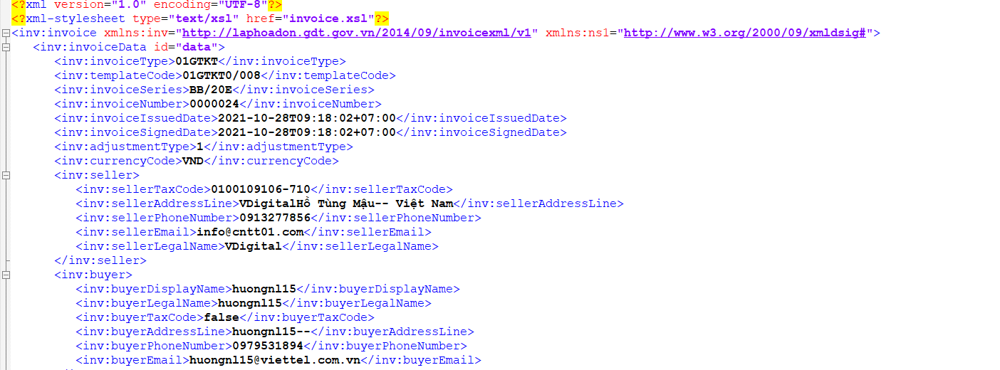 <?xml version="1.0" encoding="UTF-8"?>
<?xml-stylesheet type="text/xsl" href="invoice.xsl"?>
<inv:invoice xmlns:inv="http://laphoadon.gdt.gov.vn/2014/09/invoicexml/v1" xmlns:ns1="http://www.w3.org/2000/09/xmldsig#">
<inv:invoiceData id="data">
<inv:invoiceType>01GTKT</inv:invoiceType>
<inv:templateCode>01GTKT0/008</inv:templateCode>
<inv:invoiceSeries>BB/20E</inv:invoiceSeries>
<inv:invoiceNumber>0000024</inv:invoiceNumber>
<inv:invoiceIssuedDate>2021-10-28T09:18:02+07:00</inv:invoiceIssuedDate>
<inv:invoiceSignedDate>2021-10-28T09:18:02+07:00</inv:invoiceSignedDate>
<inv:adjustmentType>1</inv:adjustmentType>
<inv:currencyCode>VND</inv:currencyCode>
<inv:seller>
<inv:sellerTaxCode>0100109106-710</inv:sellerTaxCode>
<inv:sellerAddressLine>VDigitalHồ Tùng Mậu-- Việt Nam</inv:sellerAddressLine>
<inv:sellerPhoneNumber>0913277856</inv:sellerPhoneNumber>
<inv:sellerEmail>info@cntt01.com</inv:sellerEmail>
<inv:sellerLegalName>VDigital</inv:sellerLegalName>
</inv:seller>
<inv:buyer>
<inv:buyerDisplayName>huongnl15</inv:buyerDisplayName>
<inv:buyerLegalName>huongnl15</inv:buyerLegalName>
<inv:buyerTaxCode>false</inv:buyerTaxCode>
<inv:buyerAddressLine>huongnl15--</inv:buyerAddressLine>
<inv:buyerPhoneNumber>0979531894</inv:buyerPhoneNumber>
<inv:buyerEmail>huongnl15@viettel.com.vn</inv:buyerEmail>